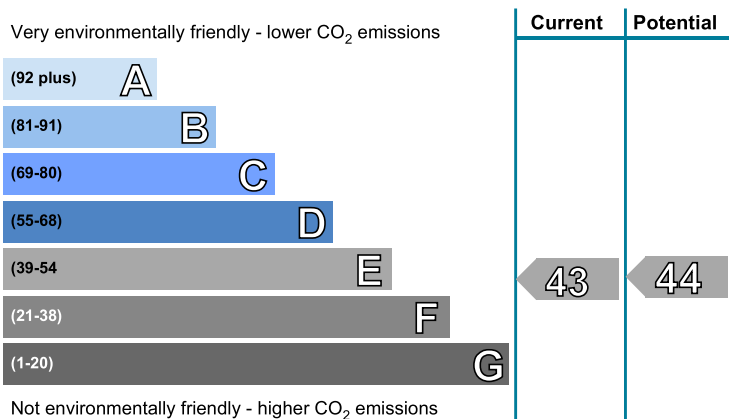 Current Potential
Very environmentally friendly - lower CO2 emissions
(92 plus) A
(81-91) B
(69-80) C
(55-68) D
(39-54 E 43 44
(21-38) F
(1-20) G
Not environmentally friendly - higher CO2 emissions